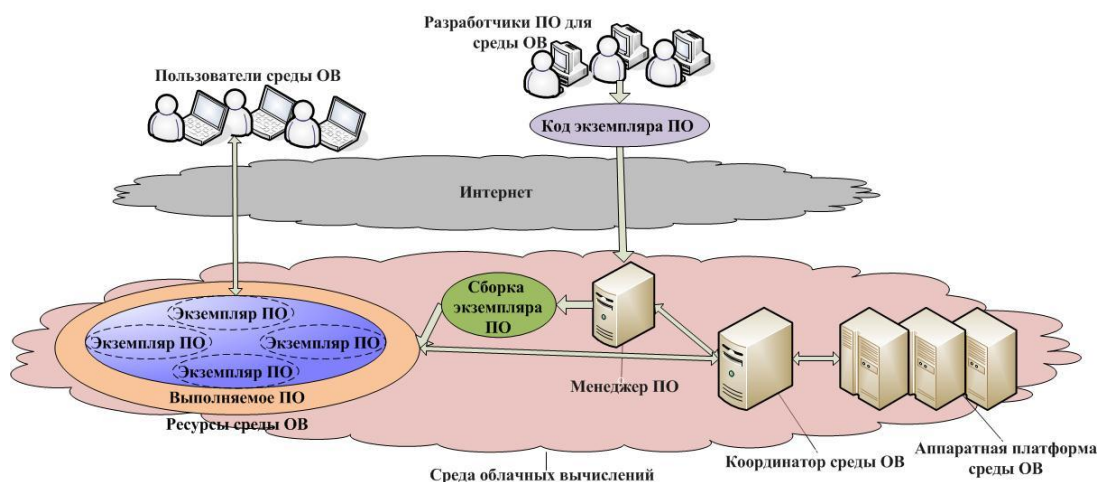 Разработчики ПО для
среды ОВ
Пользователи среды ОВ
Код экземпляра ПО
Интернет
Сборка
экземпляра
ПО
Экземпляр ПО
Экземпляр ПО
Экземпляр ПО
Экземпляр ПО
Выполняемое ПО
Ресурсы среды ОВ
Менеджер ПО
Координатор среды ОВ
Аппаратная платформа
среды ОВ
Среда облачных вычислений